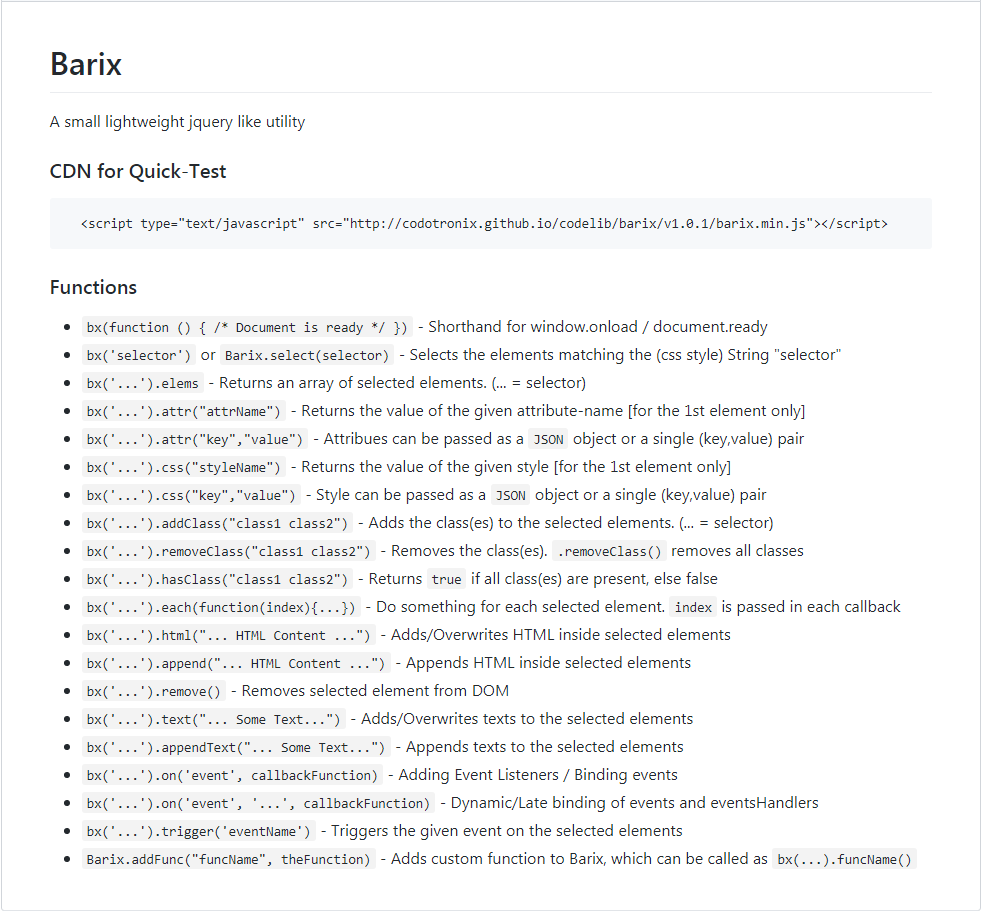 Barix
A small lightweight jquery like utility
CDN for Quick-Test
<script type="text/javascript" src="http://codotronix.github.io/codelib/barix/v1.0.1/barix.min.js"></script>
Functions
bx(function () { /* Document is ready */ }) - Shorthand for window.onload / document.ready
bx('selector') or Barix.select(selector) - Selects the elements matching the (css style) String "selector"
bx('...').elems - Returns an array of selected elements. (... = selector)
bx('...').attr("attrName") - Returns the value of the given attribute-name [for the 1st element only]
bx('...').attr("key","value") - Attribues can be passed as a JSON object or a single (key,value) pair
bx('...').css("styleName") - Returns the value of the given style [for the 1st element only]
bx('...').css("key","value") - Style can be passed as a JSON object or a single (key,value) pair
bx('...').addClass("class1 class2") - Adds the class(es) to the selected elements. (... = selector)
bx('...').removeClass("class1 class2") - Removes the class(es). .removeClass() removes all classes
bx('...').hasClass("class1 class2") - Returns true if all class(es) are present, else false
bx('...').each(function(index){...}) - Do something for each selected element. index is passed in each callback
bx('...').html("... HTML Content ...") - Adds/Overwrites HTML inside selected elements
bx('...').append("... HTML Content ...") - Appends HTML inside selected elements
bx('...').remove() - Removes selected element from DOM
bx('...').text("... Some Text...") - Adds/Overwrites texts to the selected elements
bx('...').appendText("... Some Text...") - Appends texts to the selected elements
bx('...').on('event', callbackFunction) - Adding Event Listeners / Binding events
bx('...').on('event', '...', callbackFunction) - Dynamic/Late binding of events and eventsHandlers
bx('...').trigger('eventName') - Triggers the given event on the selected elements
Barix.addFunc("funcName", theFunction) - Adds custom function to Barix, which can be called as bx(...).funcName()